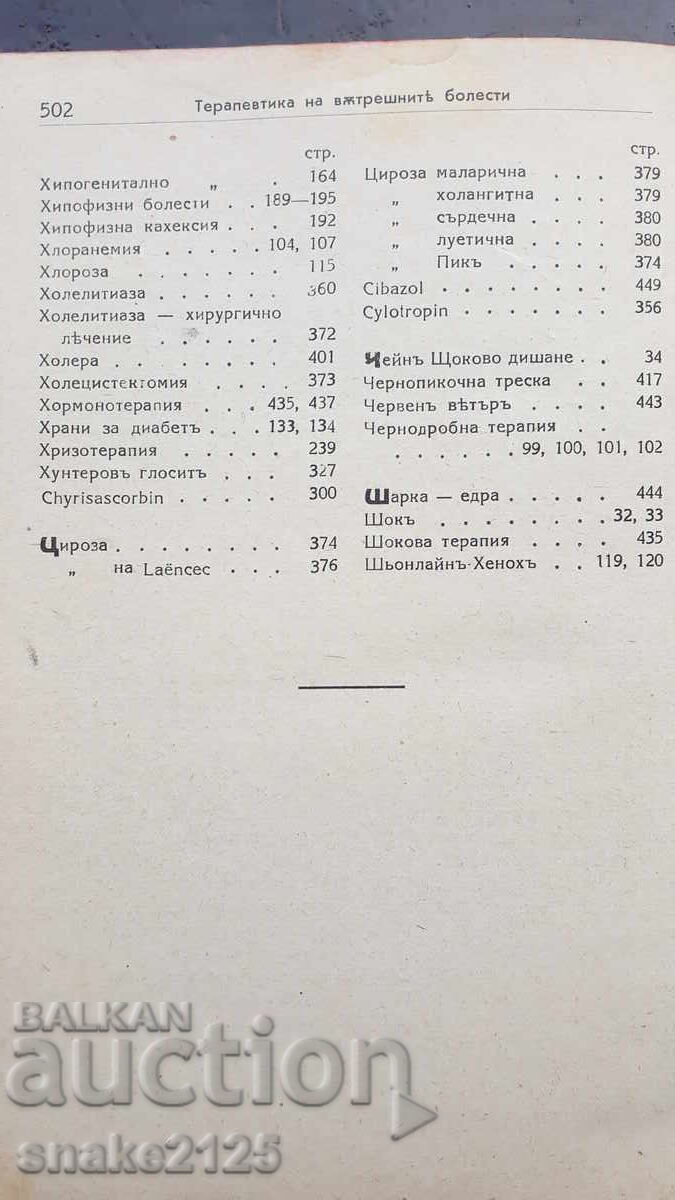 502
Терапевтика на вѫтрешнитѣ болести
стр.
Хипогенитално „ . 164
Хипофизни болести . . 189—195
Хипофизна кахексия . . . 192
Хлоранемия . . . . . 104, 107
Хлороза . . . . . . . 115
Холелитиаза . . . . . . 360
Холелитиаза — хирургично
лѣчение . . . . . . 372
Холера . . . . . . . . 401
Холецистектомия . . . . 373
Хормонотерапия . . . 435, 437
Храни за диабетъ . . . 133, 134
Хризотерапия . . . . . 239
Хунтеровъ глоситъ . . . 327
Chyrisascorbin . . . . . 300
Цироза . . . . . . . . 374
„ на Laëncec . . . 376
стр.
Цироза маларична . . . 379
„ холангитна . . . 379
„ сърдечна . . . . 380
„ луетична . . . . 380
„ Пикъ . . . . . 374
Cibazol . . . . . . . . 449
Cylotropin . . . . . . . 356
Чейнъ Щоково дишане . . 34
Чернопикочна треска . . 417
Червенъ вѣтъръ . . . . 443
Чернодробна терапия . . .
. . . . . . 99, 100, 101, 102
Шарка — едра . . . . . 444
Шокъ . . . . . . . . 32, 33
Шокова терапия . . . . 435
Шьонлайнъ-Хенохъ . . 119, 120
BALKAN
auction
snake2125